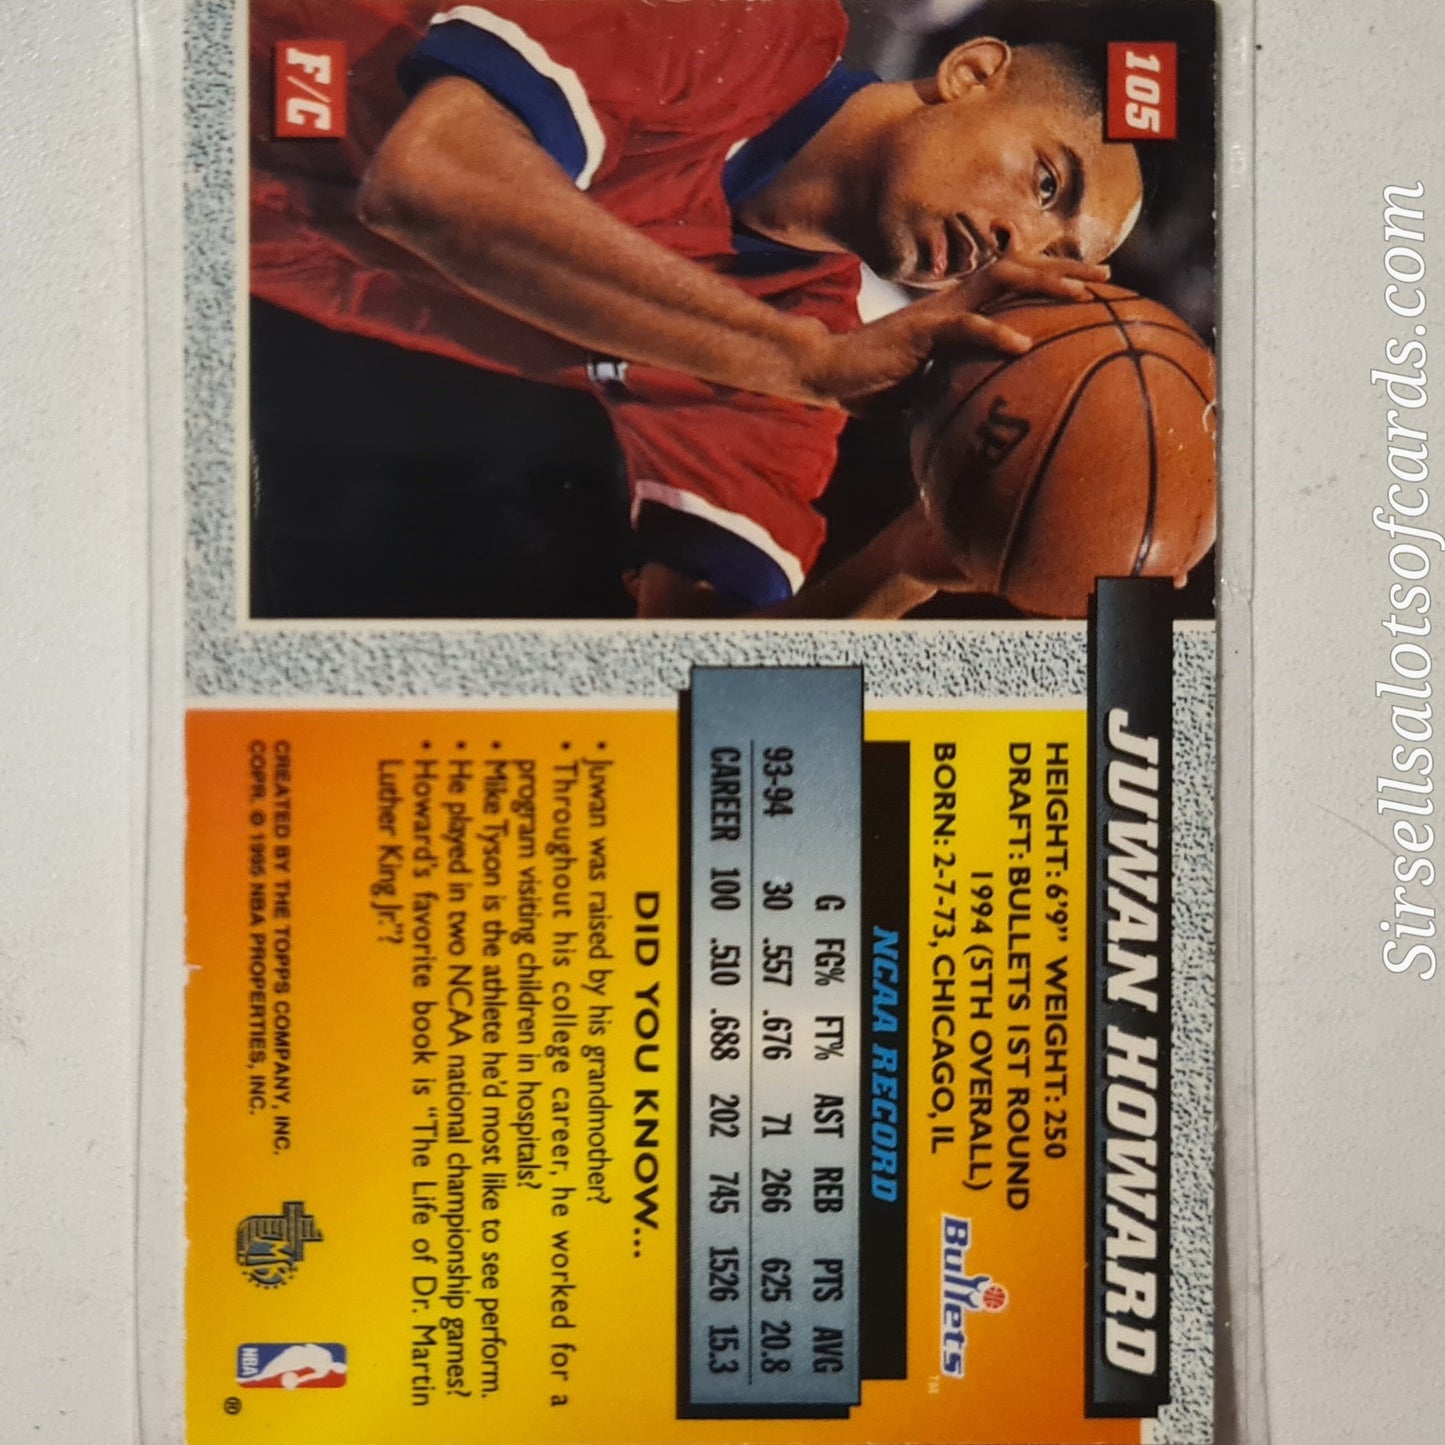 105
F/C
JUWAN HOWARD
HEIGHT: 6'9" WEIGHT: 250
DRAFT: BULLETS 1ST ROUND
1994 (5TH OVERALL)
BORN: 2-7-73, CHICAGO, IL
Bullets™
NCAA RECORD
G FG% FT% AST REB PTS AVG
93-94 30 .557 .676 71 266 625 20.8
CAREER 100 .510 .688 202 745 1526 15.3
DID YOU KNOW...
• Juwan was raised by his grandmother?
• Throughout his college career, he worked for a
program visiting children in hospitals?
• Mike Tyson is the athlete he'd most like to see perform.
• He played in two NCAA national championship games?
• Howard's favorite book is "The Life of Dr. Martin
Luther King Jr."?
CREATED BY THE TOPPS COMPANY, INC.
COPR. © 1995 NBA PROPERTIES, INC.
NBA
®
Sirsellsalotsofcards.com